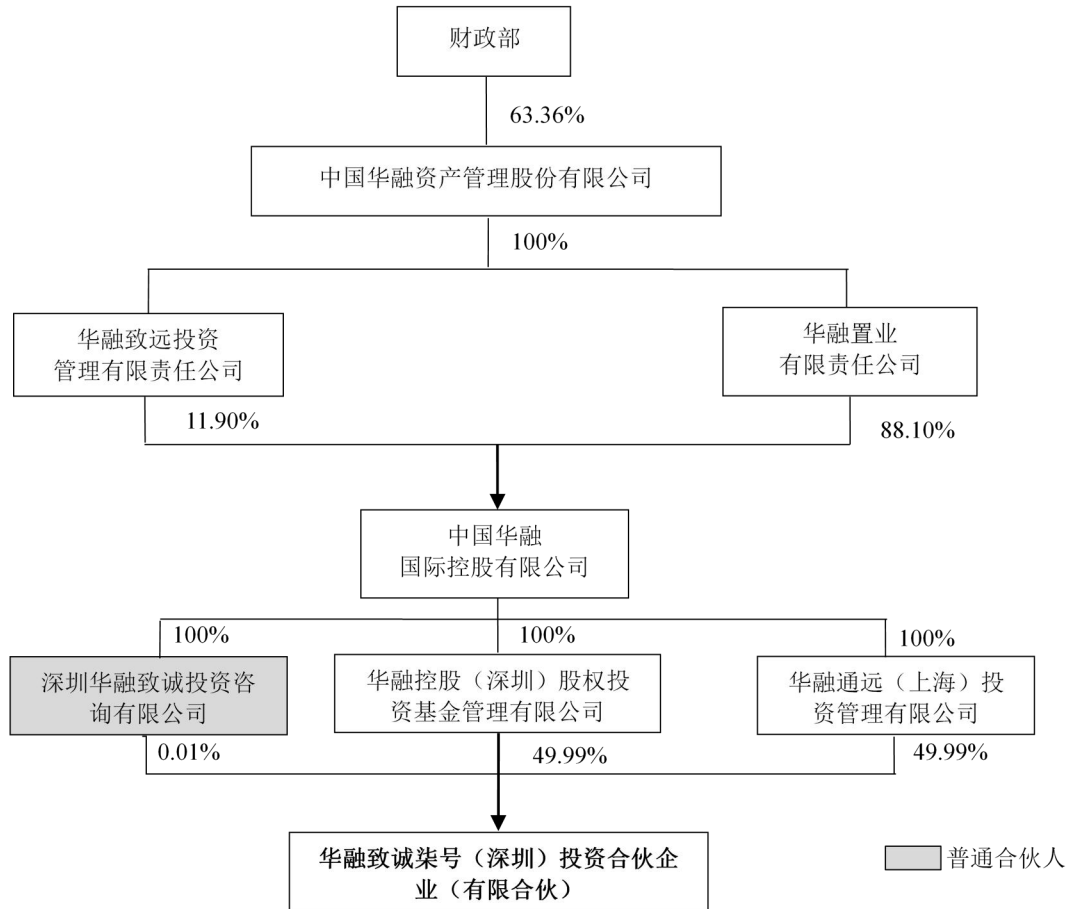 财政部
63.36%
中国华融资产管理股份有限公司
100%
华融致远投资
管理有限责任公司
华融置业
有限责任公司
11.90%
88.10%
中国华融
国际控股有限公司
100%
100%
100%
深圳华融致诚投资咨
询有限公司
华融控股（深圳）股权投
资基金管理有限公司
华融通远（上海）投
资管理有限公司
0.01%
49.99%
49.99%
华融致诚柒号（深圳）投资合伙企
业（有限合伙）
普通合伙人